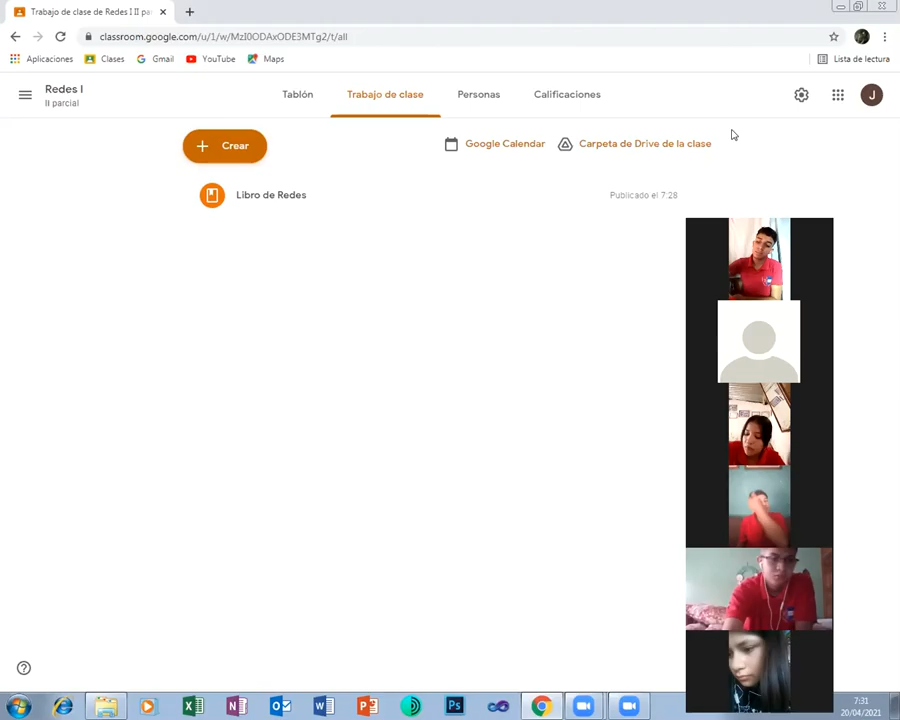 Trabajo de clase de Redes I II pa
classroom.google.com/u/1/w/MzI0ODAxODE3MTg2/t/all
Aplicaciones Clases Gmail YouTube Maps Lista de lectura
Redes I
II parcial
Tablón Trabajo de clase Personas Calificaciones
J
Crear Google Calendar Carpeta de Drive de la clase
Libro de Redes Publicado el 7:28
7:31
20/04/2021